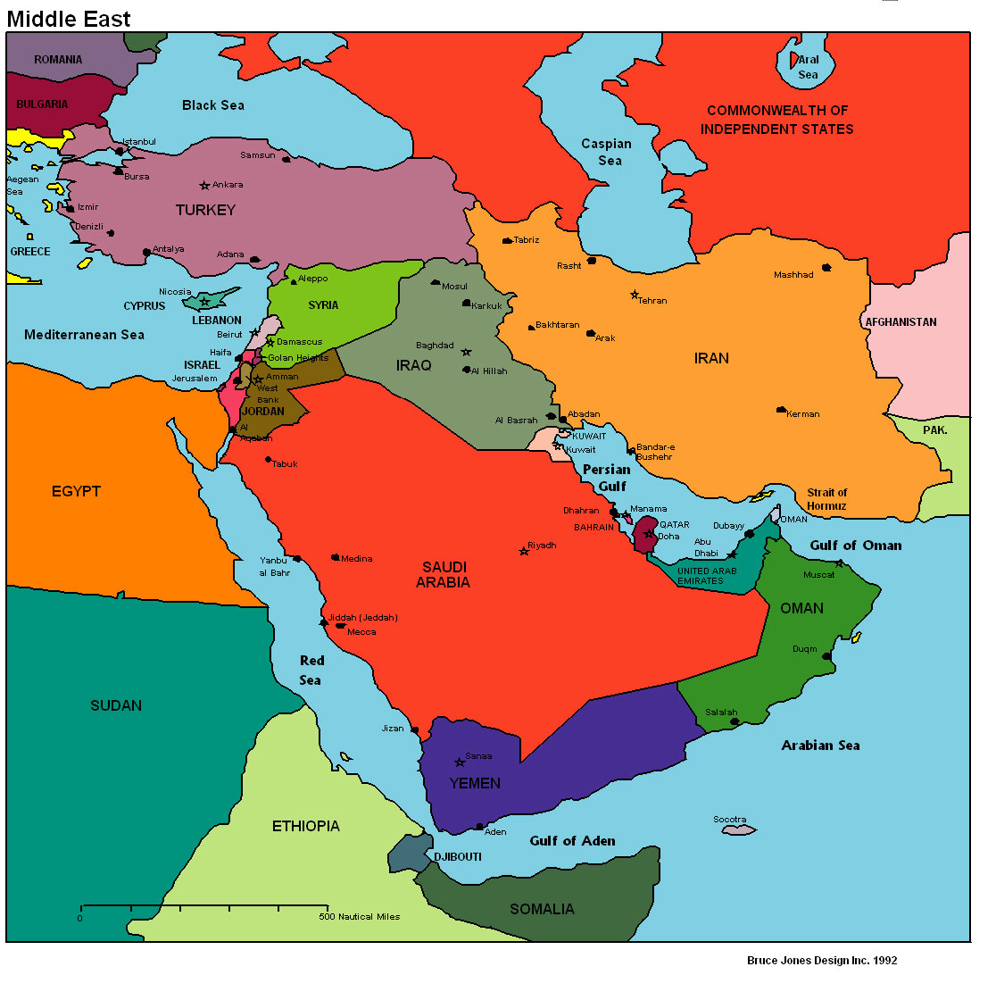 Middle East
ROMANIA
BULGARIA
Black Sea
Aral
Sea
COMMONWEALTH OF
INDEPENDENT STATES
Caspian
Sea
Istanbul
Samsun
Bursa
Aegean
Sea
Ankara
Izmir
TURKEY
Denizli
GREECE
Antalya
Adana
Tabriz
Rasht
Mashhad
Aleppo
Mosul
Nicosia
Tehran
CYPRUS
SYRIA
Karkuk
LEBANON
AFGHANISTAN
Beirut
Bakhtaran
Mediterranean Sea
Damascus
Arak
Baghdad
Haifa
Golan Heights
IRAN
ISRAEL
IRAQ
Al Hillah
Jerusalem
Amman
West
Bank
JORDAN
Al Basrah
Abadan
Kerman
Al
Aqabah
PAK.
KUWAIT
Kuwait
Bandar-e
Bushehr
Tabuk
Persian
Gulf
EGYPT
Strait of
Hormuz
Dhahran
Manama
OMAN
BAHRAIN
QATAR
Doha
Dubayy
Abu
Dhabi
Gulf of Oman
Riyadh
Yanbu
al Bahr
Medina
SAUDI
ARABIA
UNITED ARAB
EMIRATES
Muscat
OMAN
Jiddah (Jeddah)
Mecca
Duqm
Red
Sea
SUDAN
Salalah
Jizan
Arabian Sea
Sanaa
YEMEN
Socotra
ETHIOPIA
Aden
Gulf of Aden
DJIBOUTI
SOMALIA
0
500 Nautical Miles
Bruce Jones Design Inc. 1992